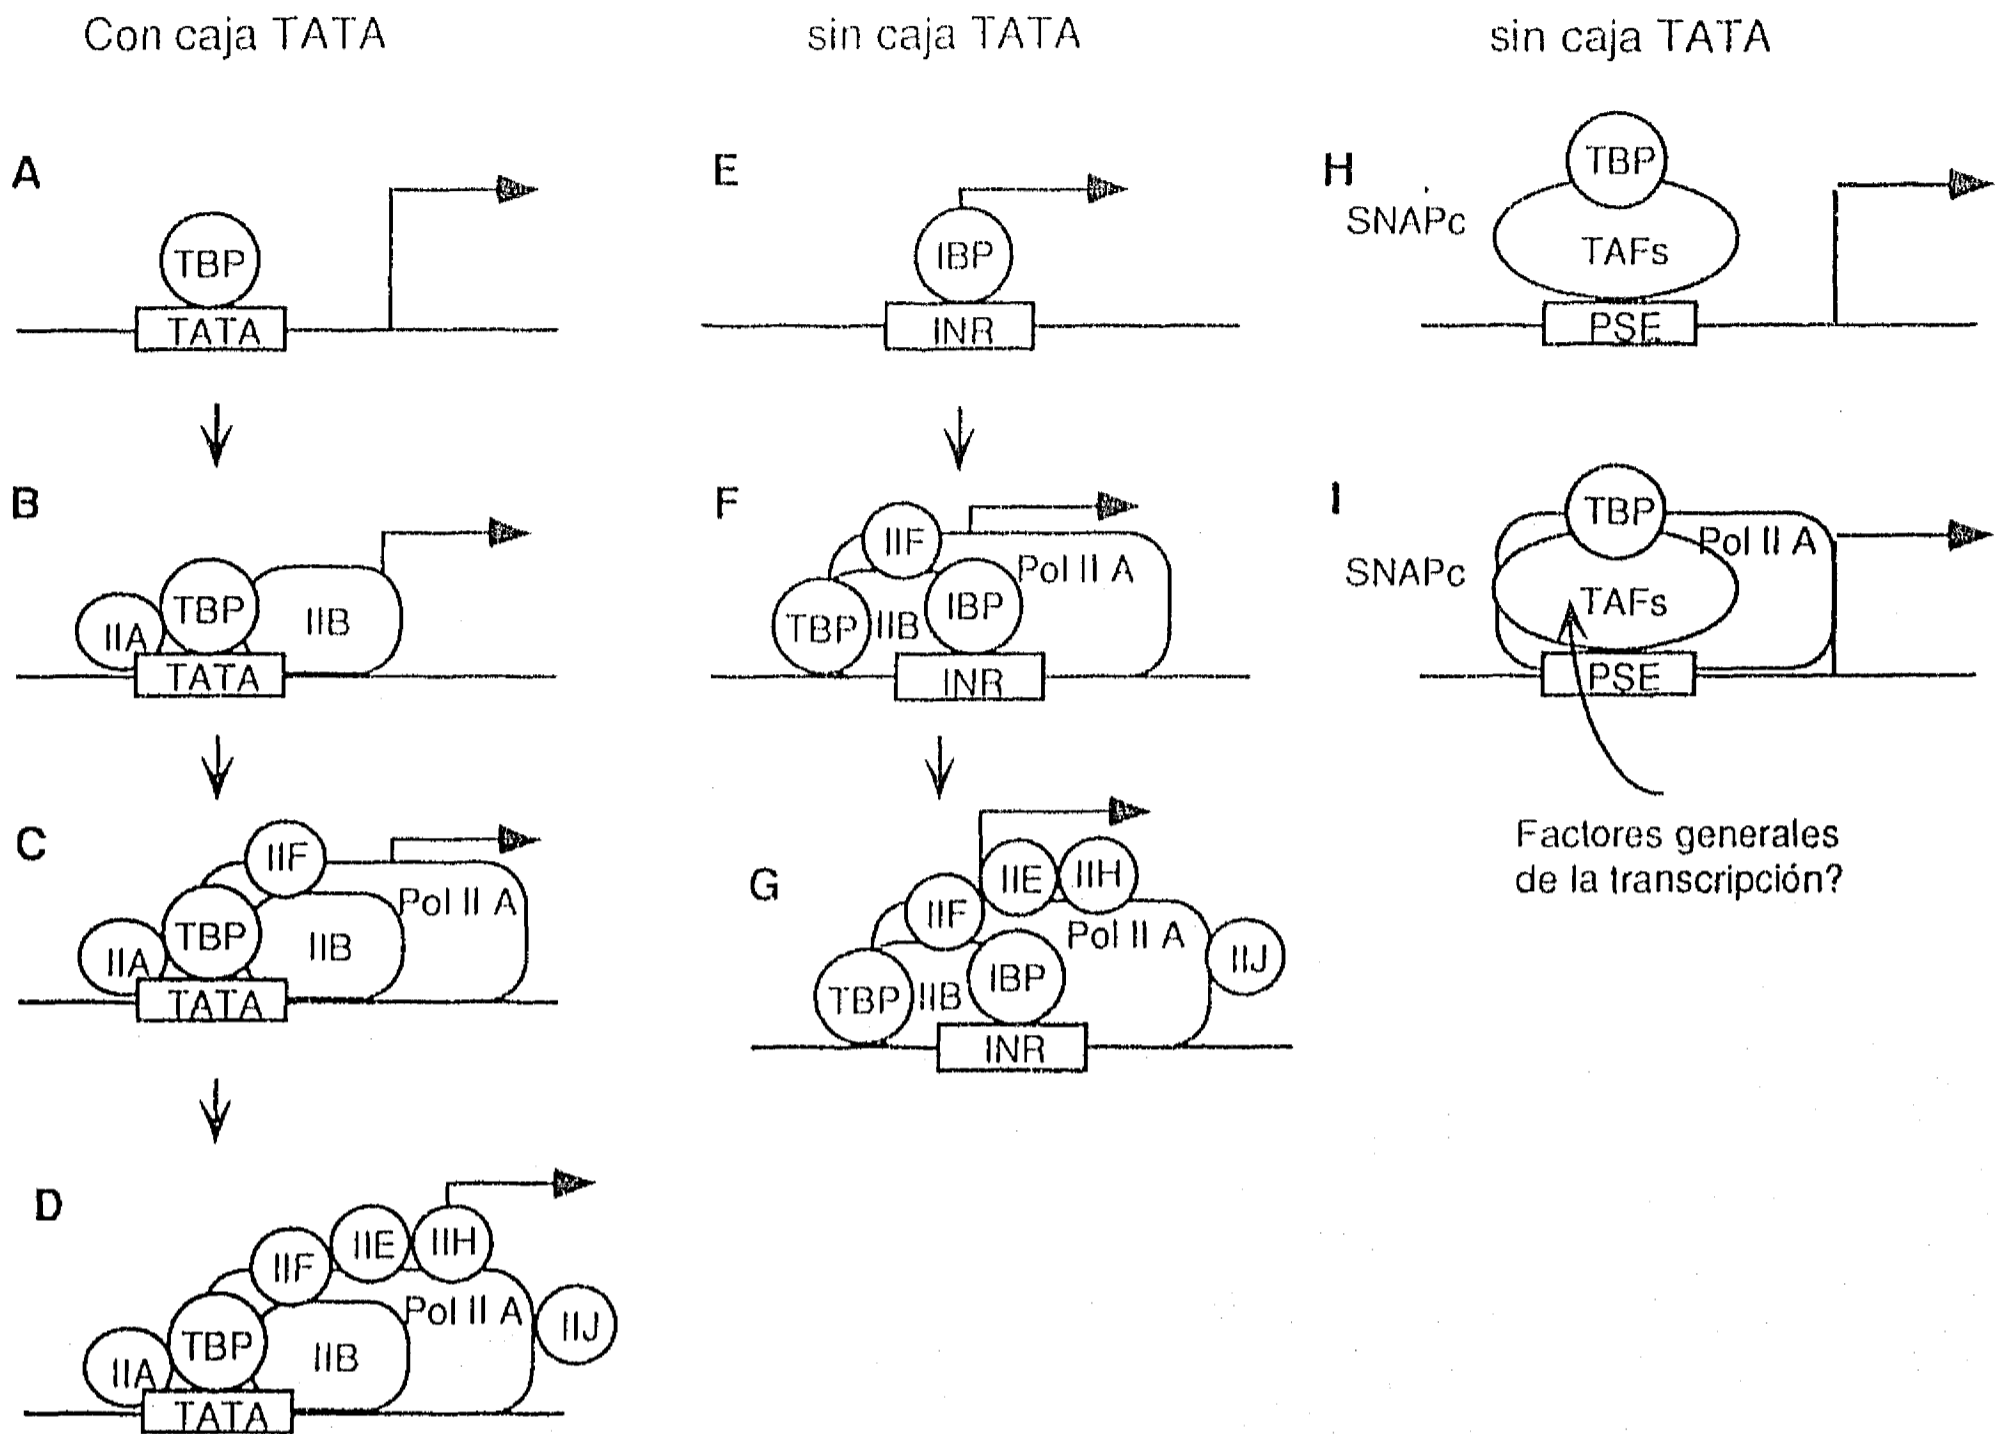 Con caja TATA
sin caja TATA
sin caja TATA
A
TBP
TATA
B
IIA
TBP
IIB
TATA
C
IIF
Pol II A
TBP
IIB
IIA
TATA
D
IIF
IIE
IIH
Pol II A
IIJ
TBP
IIB
IIA
TATA
E
IBP
INR
F
IIF
Pol II A
TBP
IIB
IBP
INR
G
IIE
IIH
IIF
Pol II A
IIJ
TBP
IIB
IBP
INR
H
TBP
SNAPc
TAFs
PSE
I
TBP
Pol II A
SNAPc
TAFs
PSE
Factores generales
de la transcripción?